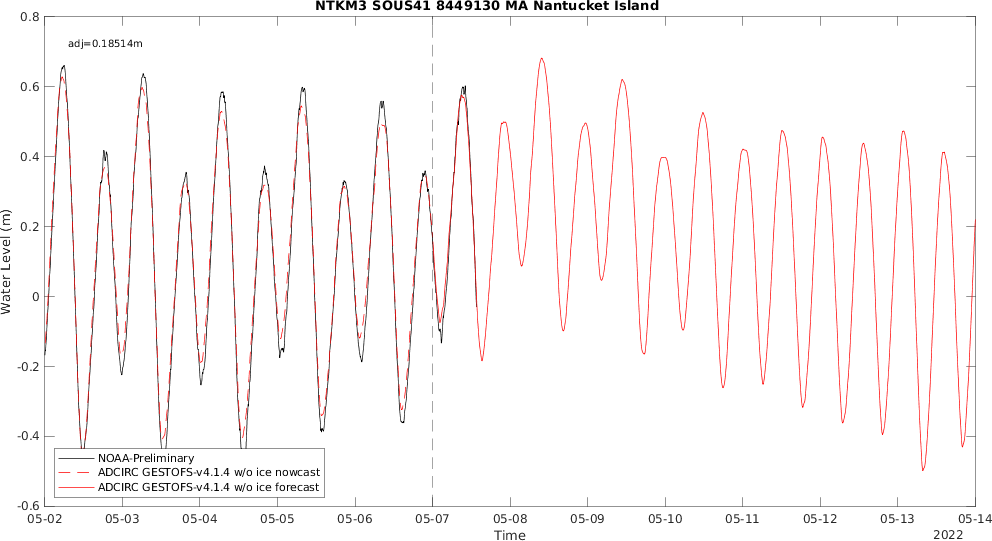 NTKM3 SOUS41 8449130 MA Nantucket Island
0.8
adj=0.18514m
0.6
0.4
0.2
0
-0.2
-0.4
-0.6
Water Level (m)
NOAA-Preliminary
ADCIRC GESTOFS-v4.1.4 w/o ice nowcast
ADCIRC GESTOFS-v4.1.4 w/o ice forecast
05-02 05-03 05-04 05-05 05-06 05-07 05-08 05-09 05-10 05-11 05-12 05-13 05-14
Time
2022